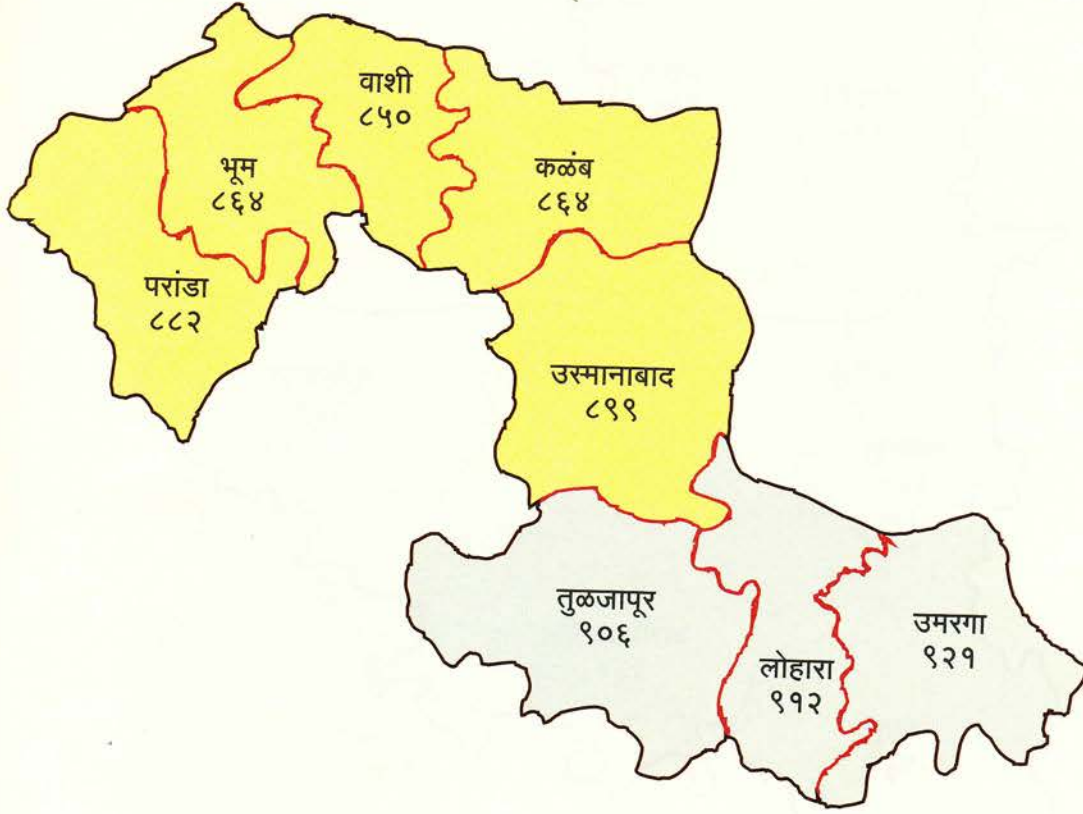 वाशी
८५०
भूम
८६४
कळंब
८६४
परांडा
८८२
उस्मानाबाद
८९९
तुळजापूर
९०६
लोहारा
९१२
उमरगा
९२१